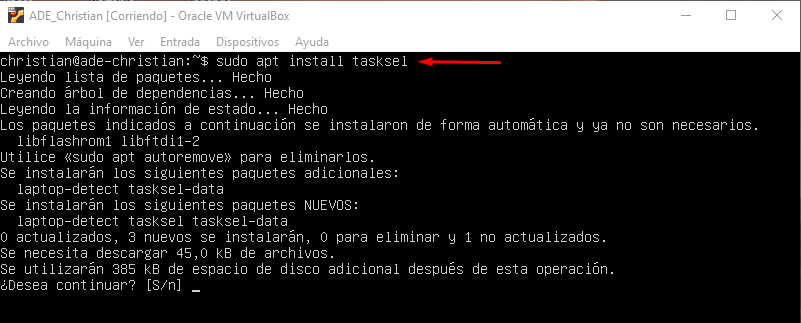 ADE_Christian [Corriendo] - Oracle VM VirtualBox
Archivo Máquina Ver Entrada Dispositivos Ayuda
christian@ade-christian:~$ sudo apt install tasksel
Leyendo lista de paquetes... Hecho
Creando árbol de dependencias... Hecho
Leyendo la información de estado... Hecho
Los paquetes indicados a continuación se instalaron de forma automática y ya no son necesarios.
  libflashrom1 libftdi1-2
Utilice «sudo apt autoremove» para eliminarlos.
Se instalarán los siguientes paquetes adicionales:
  laptop-detect tasksel-data
Se instalarán los siguientes paquetes NUEVOS:
  laptop-detect tasksel tasksel-data
0 actualizados, 3 nuevos se instalarán, 0 para eliminar y 1 no actualizados.
Se necesita descargar 45,0 kB de archivos.
Se utilizarán 385 kB de espacio de disco adicional después de esta operación.
¿Desea continuar? [S/n] _